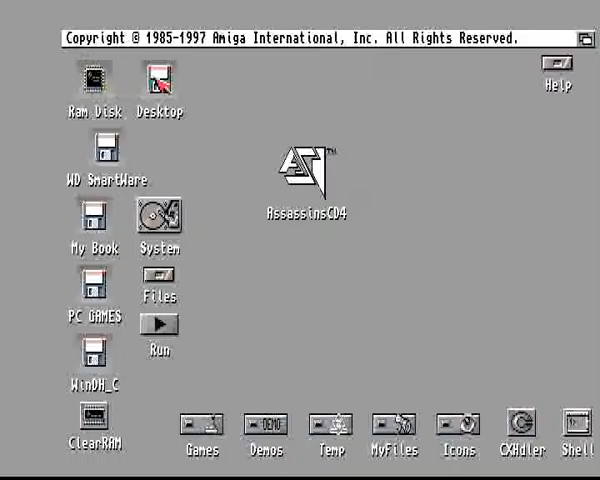 Copyright © 1985-1997 Amiga International, Inc. All Rights Reserved.
Help
Ram Disk
Desktop
WD SmartWare
AST™
AssassinsCD4
My Book
System
Files
PC GAMES
Run
WinDH_C
ClearRAM
DEMO
Games
Demos
Temp
MyFiles
Icons
CXHdler
Shell